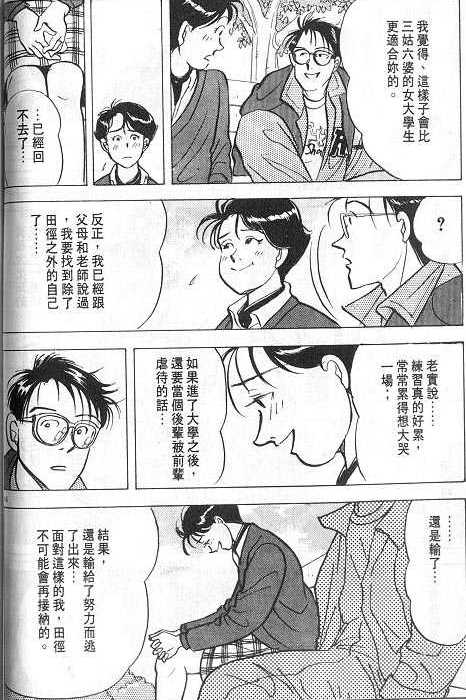 我覺得、這樣子會比
三姑六婆的女大學生
更適合妳的。
…已經回
不去了…
？
反正，我已經跟
父母和老師說過
，我要找到除了
田徑之外的自己
了……
老實說……
練習真的好累，
常常累得想大哭
一場，
如果進了大學之後，
還要當個後輩被前輩
虐待的話…
還是輸了…
結果，
還是輸給了努力而逃
了出來…
面對這樣的我，田徑
不可能會再接納的。